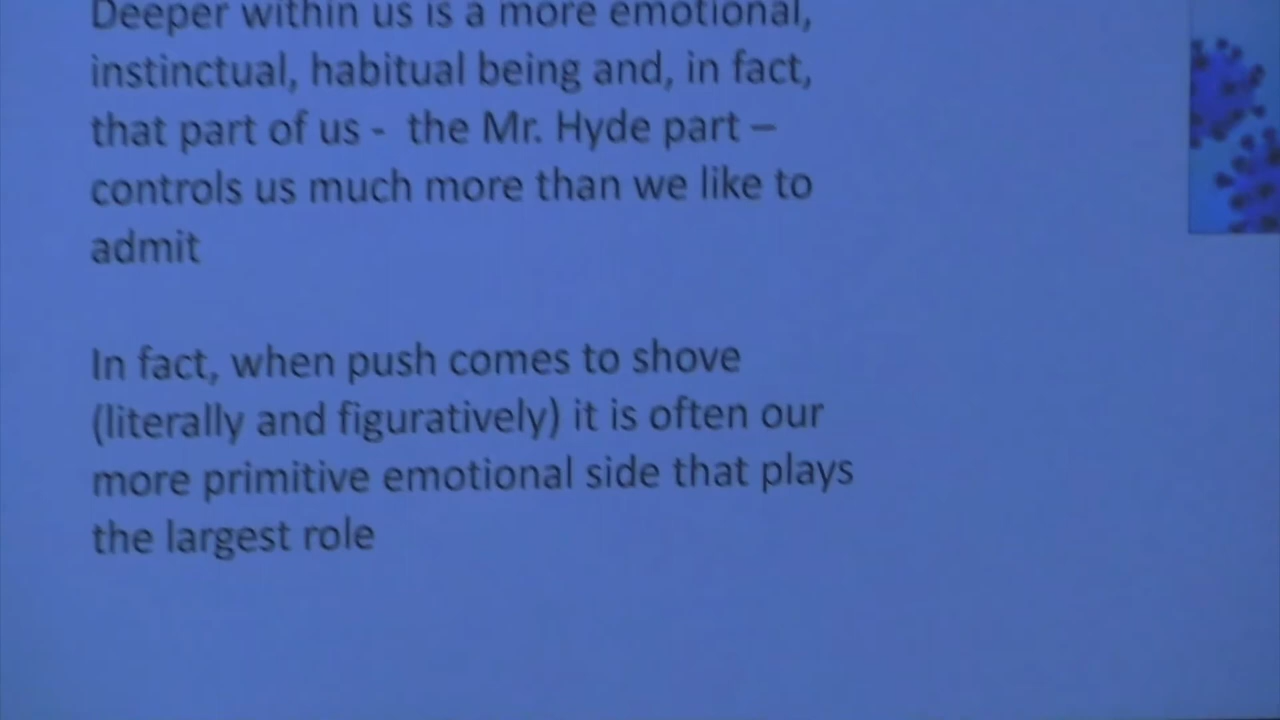 Deeper within us is a more emotional,
instinctual, habitual being and, in fact,
that part of us -  the Mr. Hyde part –
controls us much more than we like to
admit
In fact, when push comes to shove
(literally and figuratively) it is often our
more primitive emotional side that plays
the largest role